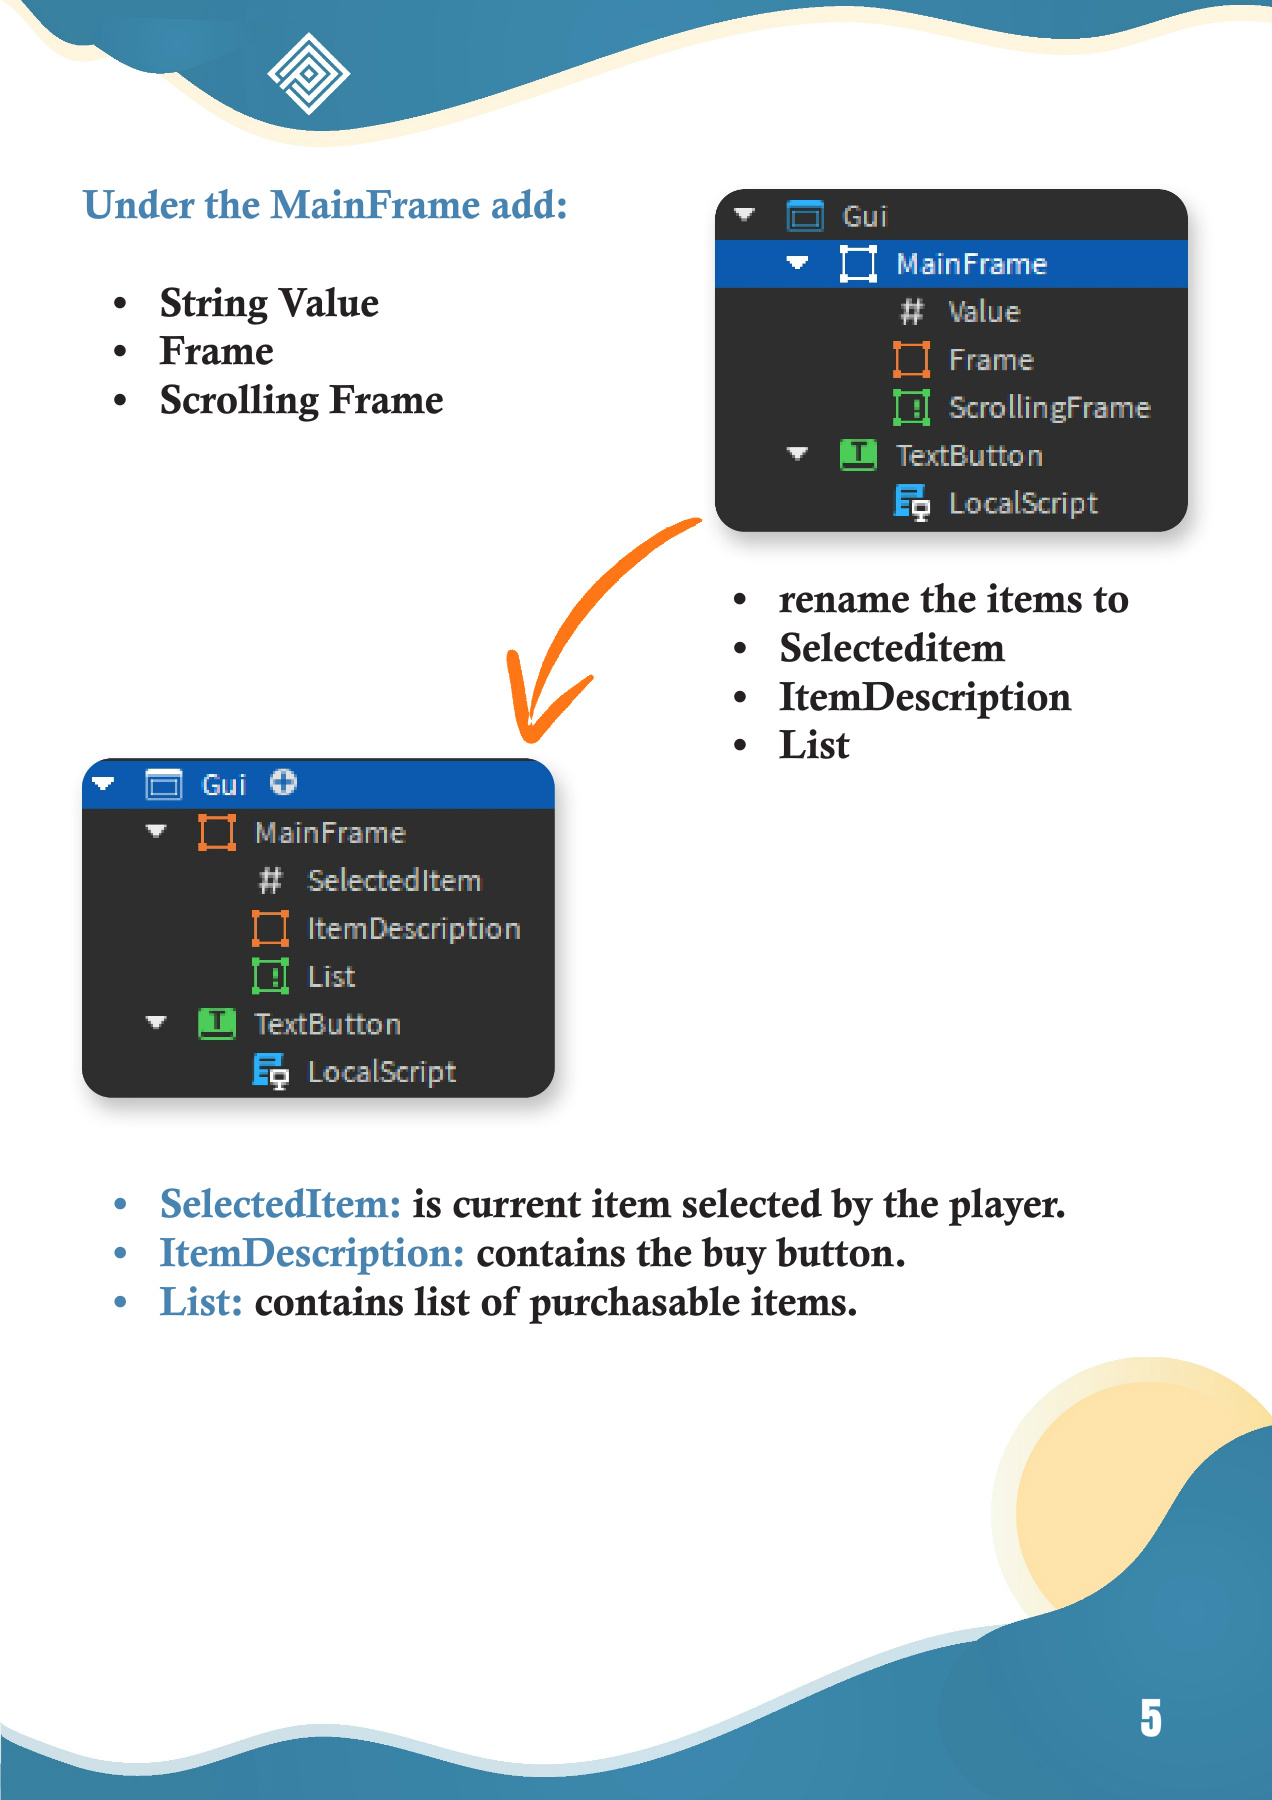 Under the MainFrame add:
• String Value
• Frame
• Scrolling Frame
Gui
MainFrame
# Value
Frame
ScrollingFrame
TextButton
LocalScript
• rename the items to
• Selecteditem
• ItemDescription
• List
Gui
MainFrame
# SelectedItem
ItemDescription
List
TextButton
LocalScript
• SelectedItem: is current item selected by the player.
• ItemDescription: contains the buy button.
• List: contains list of purchasable items.
5